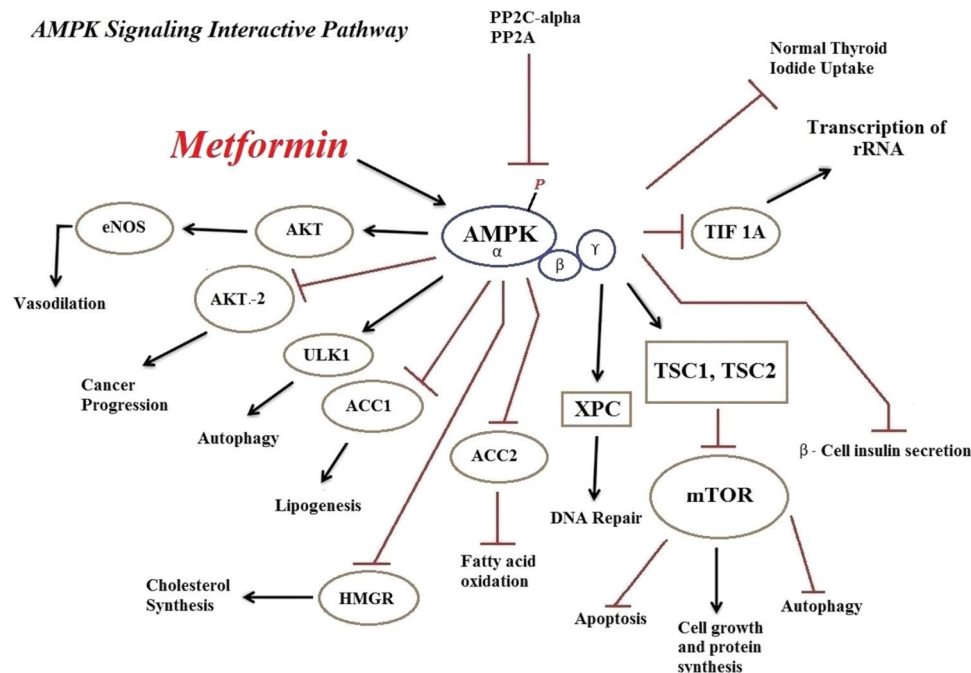 AMPK Signaling Interactive Pathway
PP2C-alpha
PP2A
Normal Thyroid
Iodide Uptake
Metformin
Transcription of
rRNA
P
eNOS
AKT
AMPK
α
β
γ
TIF 1A
Vasodilation
AKT.-2
ULK1
TSC1, TSC2
Cancer
Progression
ACC1
XPC
Autophagy
ACC2
β- Cell insulin secretion
mTOR
Lipogenesis
DNA Repair
Fatty acid
oxidation
Cholesterol
Synthesis
HMGR
Apoptosis
Autophagy
Cell growth
and protein
synthesis